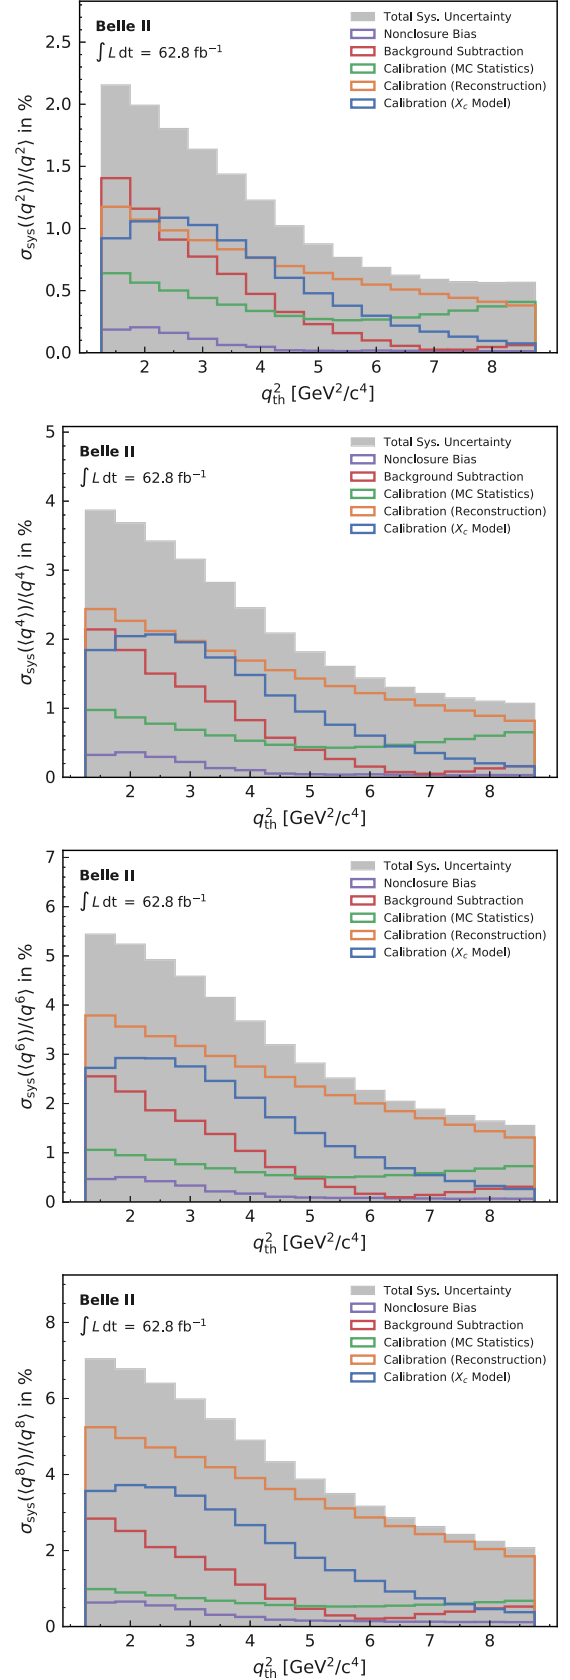 Belle II
∫ L dt = 62.8 fb⁻¹
Total Sys. Uncertainty
Nonclosure Bias
Background Subtraction
Calibration (MC Statistics)
Calibration (Reconstruction)
Calibration (X_c Model)
σ_sys(⟨q²⟩)/⟨q²⟩ in %
2.5
2.0
1.5
1.0
0.5
0.0
2 3 4 5 6 7 8
q²_th [GeV²/c⁴]
Belle II
∫ L dt = 62.8 fb⁻¹
Total Sys. Uncertainty
Nonclosure Bias
Background Subtraction
Calibration (MC Statistics)
Calibration (Reconstruction)
Calibration (X_c Model)
σ_sys(⟨q⁴⟩)/⟨q⁴⟩ in %
5
4
3
2
1
0
2 3 4 5 6 7 8
q²_th [GeV²/c⁴]
Belle II
∫ L dt = 62.8 fb⁻¹
Total Sys. Uncertainty
Nonclosure Bias
Background Subtraction
Calibration (MC Statistics)
Calibration (Reconstruction)
Calibration (X_c Model)
σ_sys(⟨q⁶⟩)/⟨q⁶⟩ in %
7
6
5
4
3
2
1
0
2 3 4 5 6 7 8
q²_th [GeV²/c⁴]
Belle II
∫ L dt = 62.8 fb⁻¹
Total Sys. Uncertainty
Nonclosure Bias
Background Subtraction
Calibration (MC Statistics)
Calibration (Reconstruction)
Calibration (X_c Model)
σ_sys(⟨q⁸⟩)/⟨q⁸⟩ in %
8
6
4
2
0
2 3 4 5 6 7 8
q²_th [GeV²/c⁴]